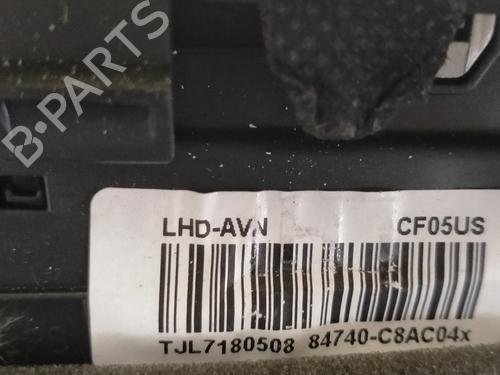 B-PARTS
LHD-AVN CF05US
TJL7180508 84740-C8AC04x